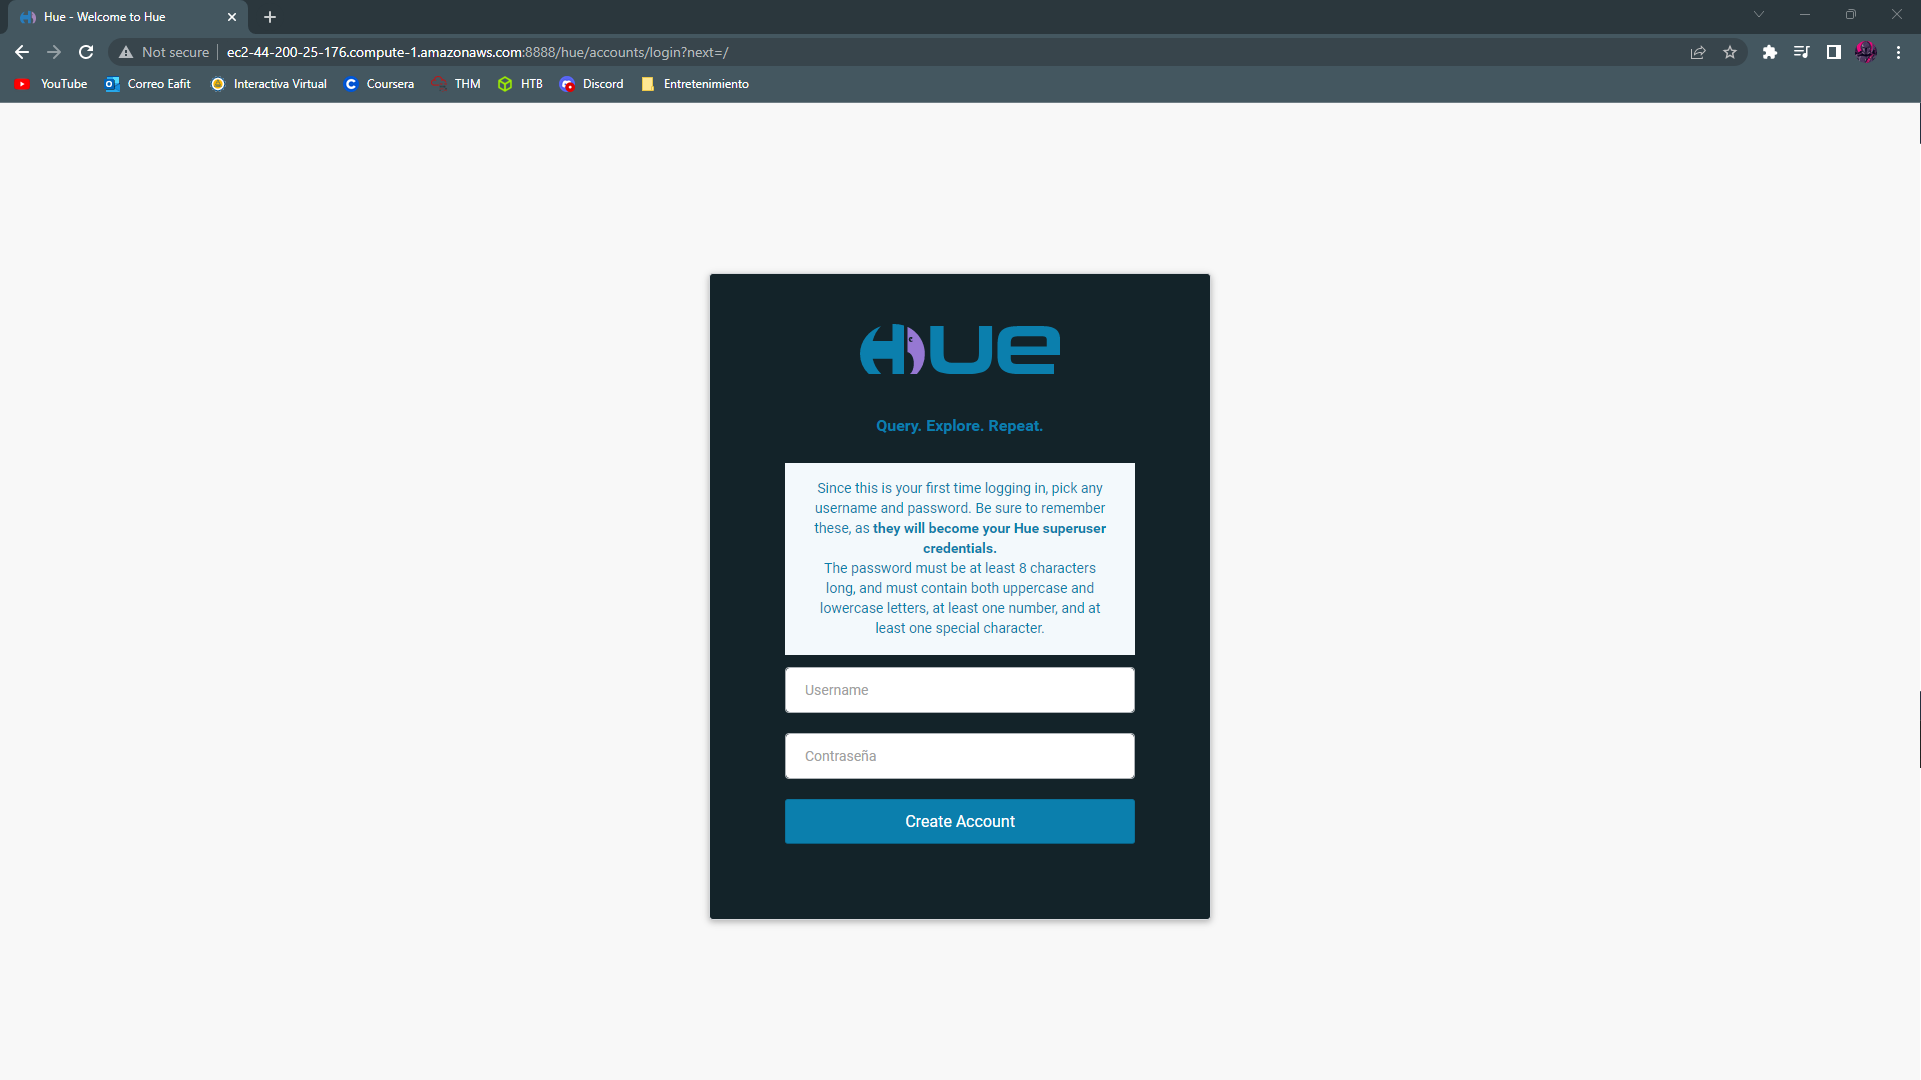 Hue - Welcome to Hue
Not secure ec2-44-200-25-176.compute-1.amazonaws.com:8888/hue/accounts/login?next=/
YouTube Correo Eafit Interactiva Virtual Coursera THM HTB Discord Entretenimiento
HUE
Query. Explore. Repeat.
Since this is your first time logging in, pick any
username and password. Be sure to remember
these, as they will become your Hue superuser
credentials.
The password must be at least 8 characters
long, and must contain both uppercase and
lowercase letters, at least one number, and at
least one special character.
Username
Contraseña
Create Account